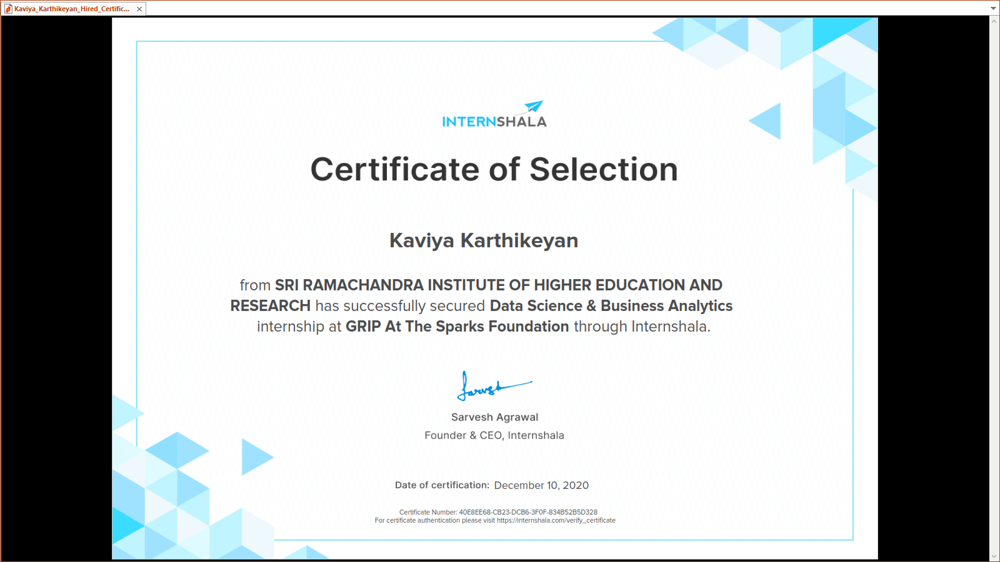 Kaviya_Karthikeyan_Hired_Certific...
INTERNSHALA
Certificate of Selection
Kaviya Karthikeyan
from SRI RAMACHANDRA INSTITUTE OF HIGHER EDUCATION AND
RESEARCH has successfully secured Data Science & Business Analytics
internship at GRIP At The Sparks Foundation through Internshala.
Sarvesh
Sarvesh Agrawal
Founder & CEO, Internshala
Date of certification: December 10, 2020
Certificate Number: 40E8EE68-CB23-DCB6-3F0F-834B52B5D328
For certificate authentication please visit https://internshala.com/verify_certificate